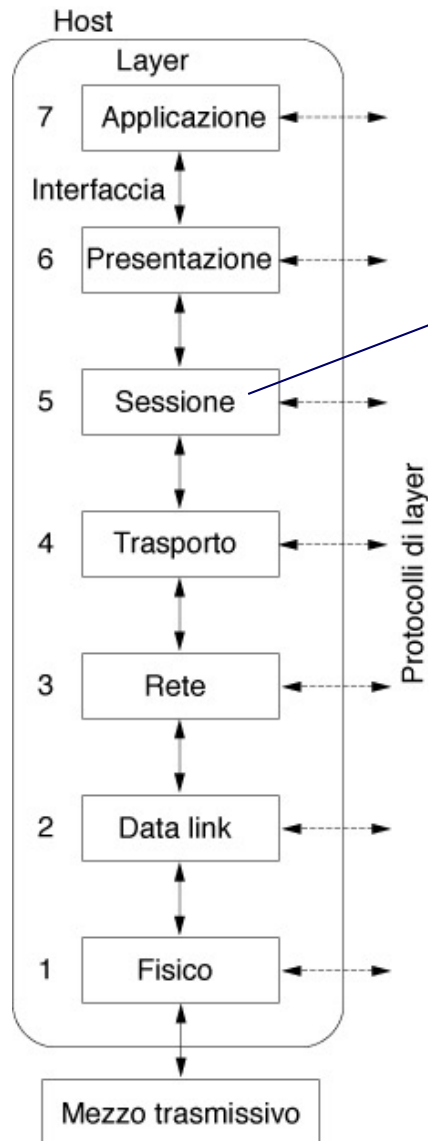 Host
Layer
7 Applicazione
Interfaccia
6 Presentazione
5 Sessione
4 Trasporto
3 Rete
2 Data link
1 Fisico
Mezzo trasmissivo
Protocolli di layer